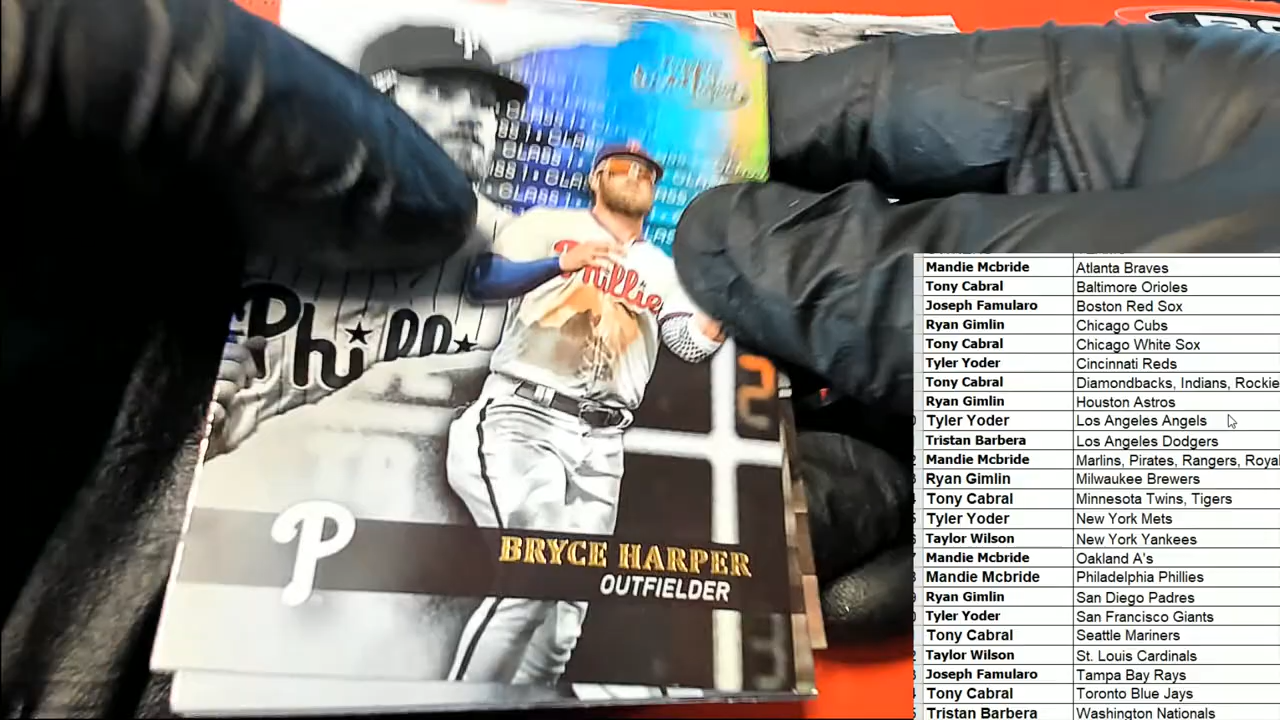 CLASS 1
Phillies
P
BRYCE HARPER
OUTFIELDER
Mandie Mcbride Atlanta Braves
Tony Cabral Baltimore Orioles
Joseph Famularo Boston Red Sox
Ryan Gimlin Chicago Cubs
Tony Cabral Chicago White Sox
Tyler Yoder Cincinnati Reds
Tony Cabral Diamondbacks, Indians, Rockie
Ryan Gimlin Houston Astros
Tyler Yoder Los Angeles Angels
Tristan Barbera Los Angeles Dodgers
Mandie Mcbride Marlins, Pirates, Rangers, Royal
Ryan Gimlin Milwaukee Brewers
Tony Cabral Minnesota Twins, Tigers
Tyler Yoder New York Mets
Taylor Wilson New York Yankees
Mandie Mcbride Oakland A's
Mandie Mcbride Philadelphia Phillies
Ryan Gimlin San Diego Padres
Tyler Yoder San Francisco Giants
Tony Cabral Seattle Mariners
Taylor Wilson St. Louis Cardinals
Joseph Famularo Tampa Bay Rays
Tony Cabral Toronto Blue Jays
Tristan Barbera Washington Nationals